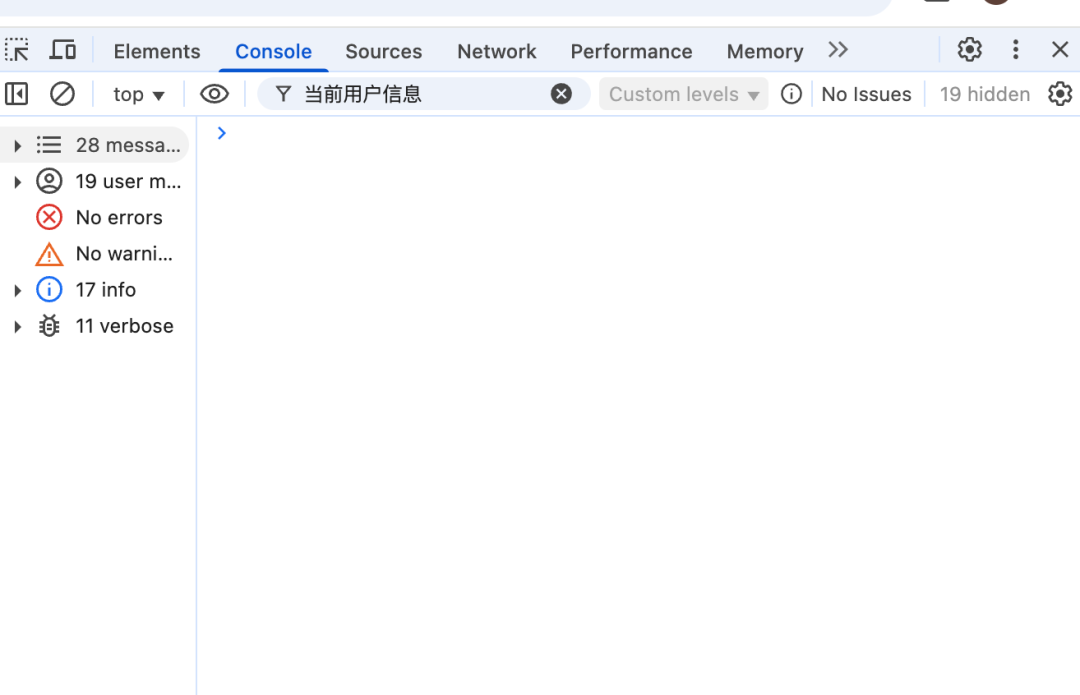 Elements Console Sources Network Performance Memory
top 当前用户信息 Custom levels No Issues 19 hidden
28 messa...
19 user m...
No errors
No warni...
17 info
11 verbose